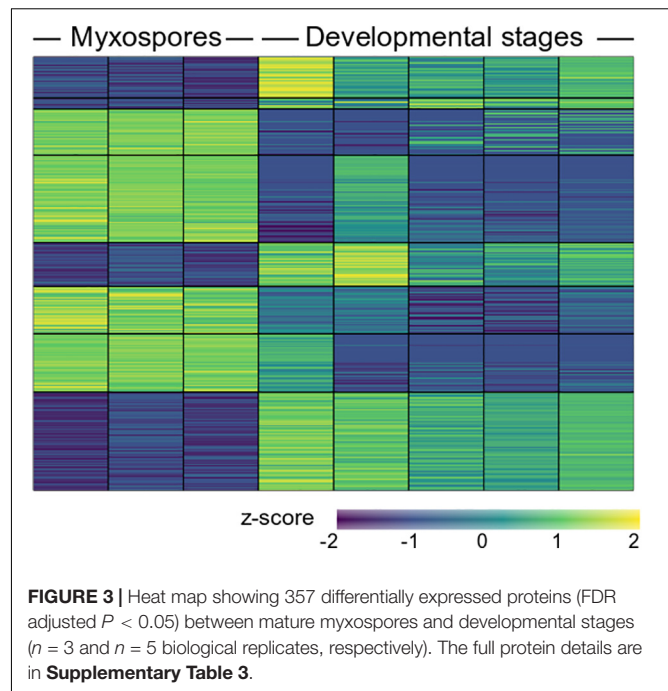 Myxospores Developmental stages
z-score
-2 -1 0 1 2
FIGURE 3 | Heat map showing 357 differentially expressed proteins (FDR
adjusted P < 0.05) between mature myxospores and developmental stages
(n = 3 and n = 5 biological replicates, respectively). The full protein details are
in Supplementary Table 3.